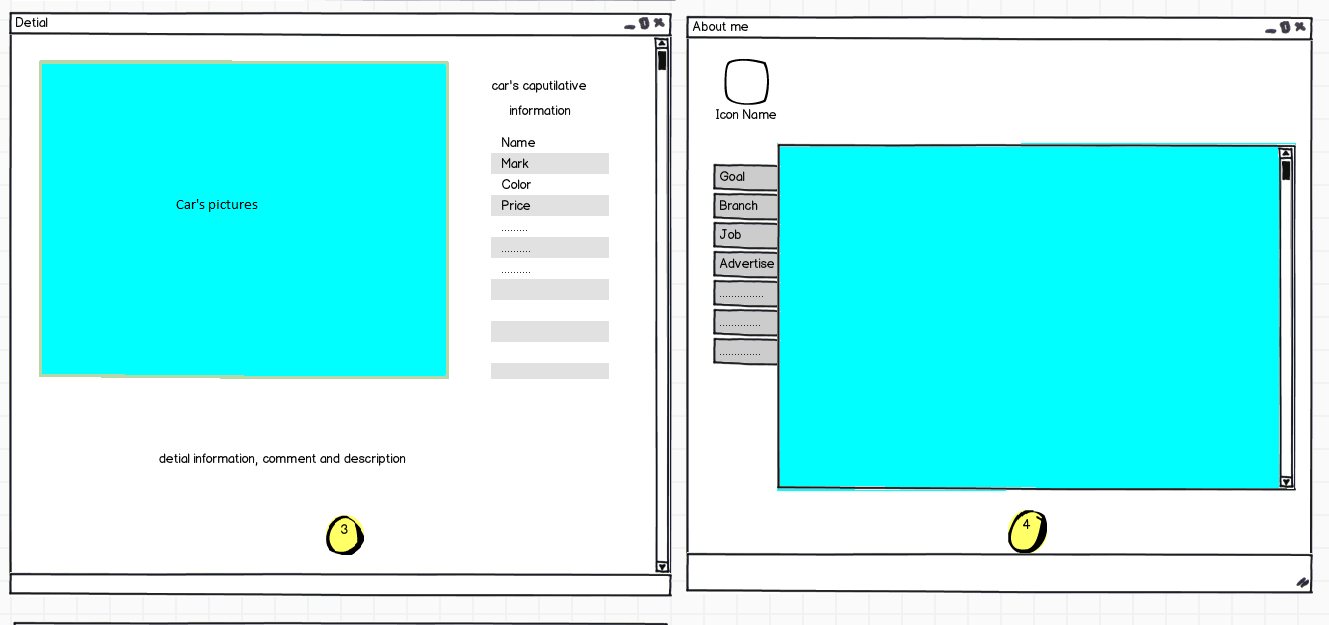 Detial
Car's pictures
car's caputilative
information
Name
Mark
Color
Price
.........
..........
..........
detial information, comment and description
3
About me
Icon Name
Goal
Branch
Job
Advertise
...............
..............
..............
4